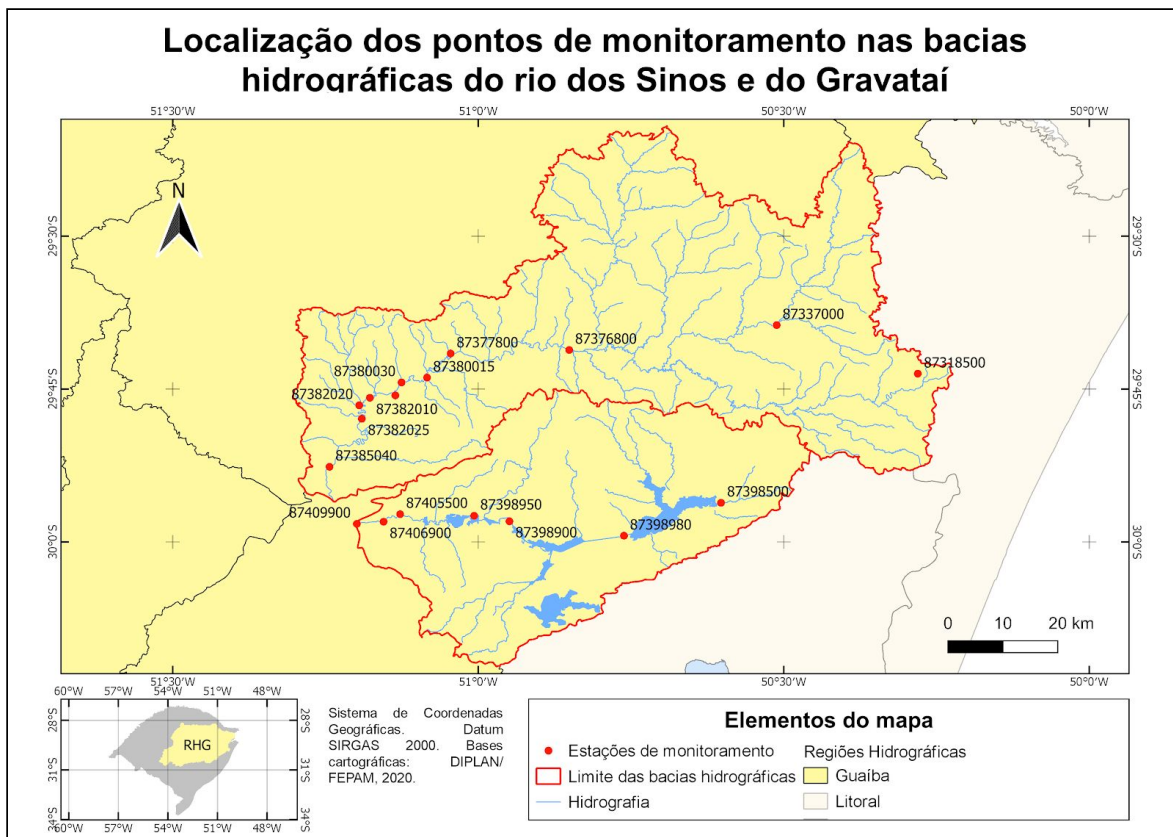 Localização dos pontos de monitoramento nas bacias
hidrográficas do rio dos Sinos e do Gravataí
51°30'W 51°0'W 50°30'W 50°0'W
N
29°30'S 29°30'S
87337000
87377800 87376800
87380030 87380015
87318500
29°45'S 29°45'S
87382020
87382010
87382025
87385040
87398500
87409900 87405500 87398950
87398980
87406900 87398900
30°0'S 30°0'S
0 10 20 km
51°30'W 51°0'W 50°30'W 50°0'W
60°W 57°W 54°W 51°W 48°W
28°S 28°S
RHG
31°S 31°S
34°S 34°S
60°W 57°W 54°W 51°W 48°W
Sistema de Coordenadas
Geográficas. Datum
SIRGAS 2000. Bases
cartográficas: DIPLAN/
FEPAM, 2020.
Elementos do mapa
Estações de monitoramento
Limite das bacias hidrográficas
Hidrografia
Regiões Hidrográficas
Guaíba
Litoral